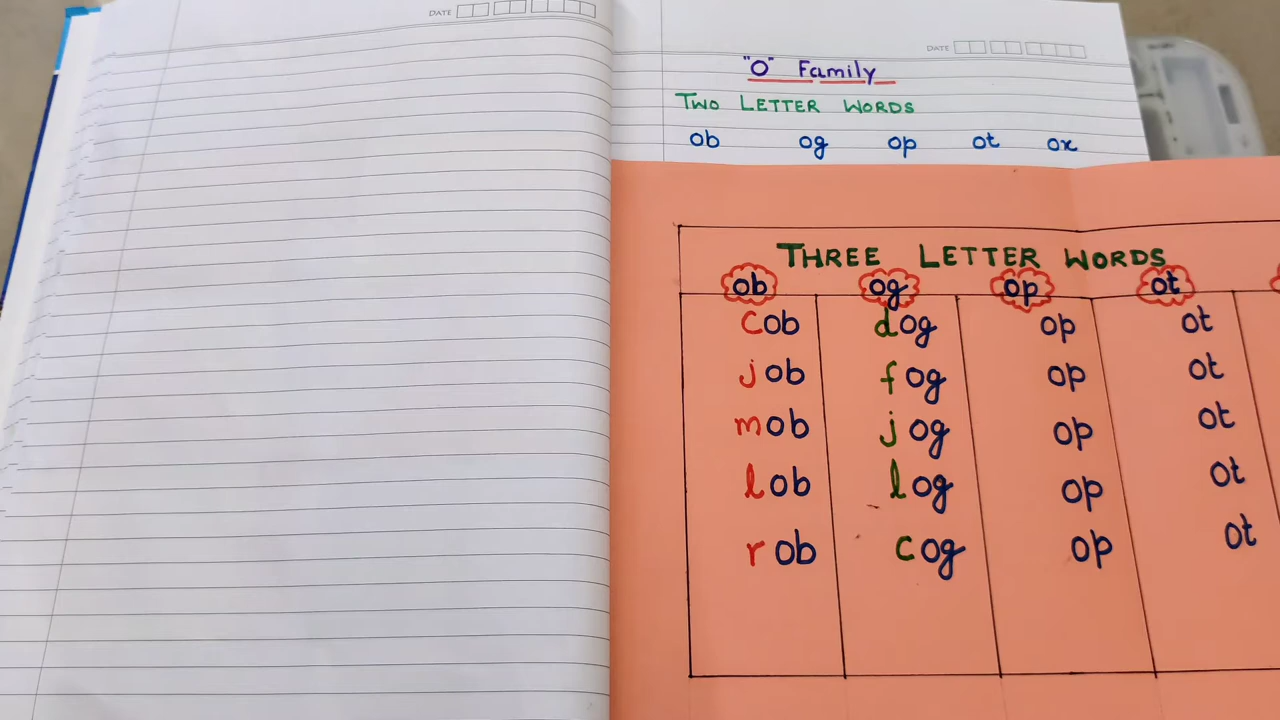 DATE
DATE
"O" Family
TWO LETTER WORDS
ob og op ot ox
THREE LETTER WORDS
ob og op ot
cob dog op ot
job fog op ot
mob jog op ot
lob log op ot
rob cog op ot